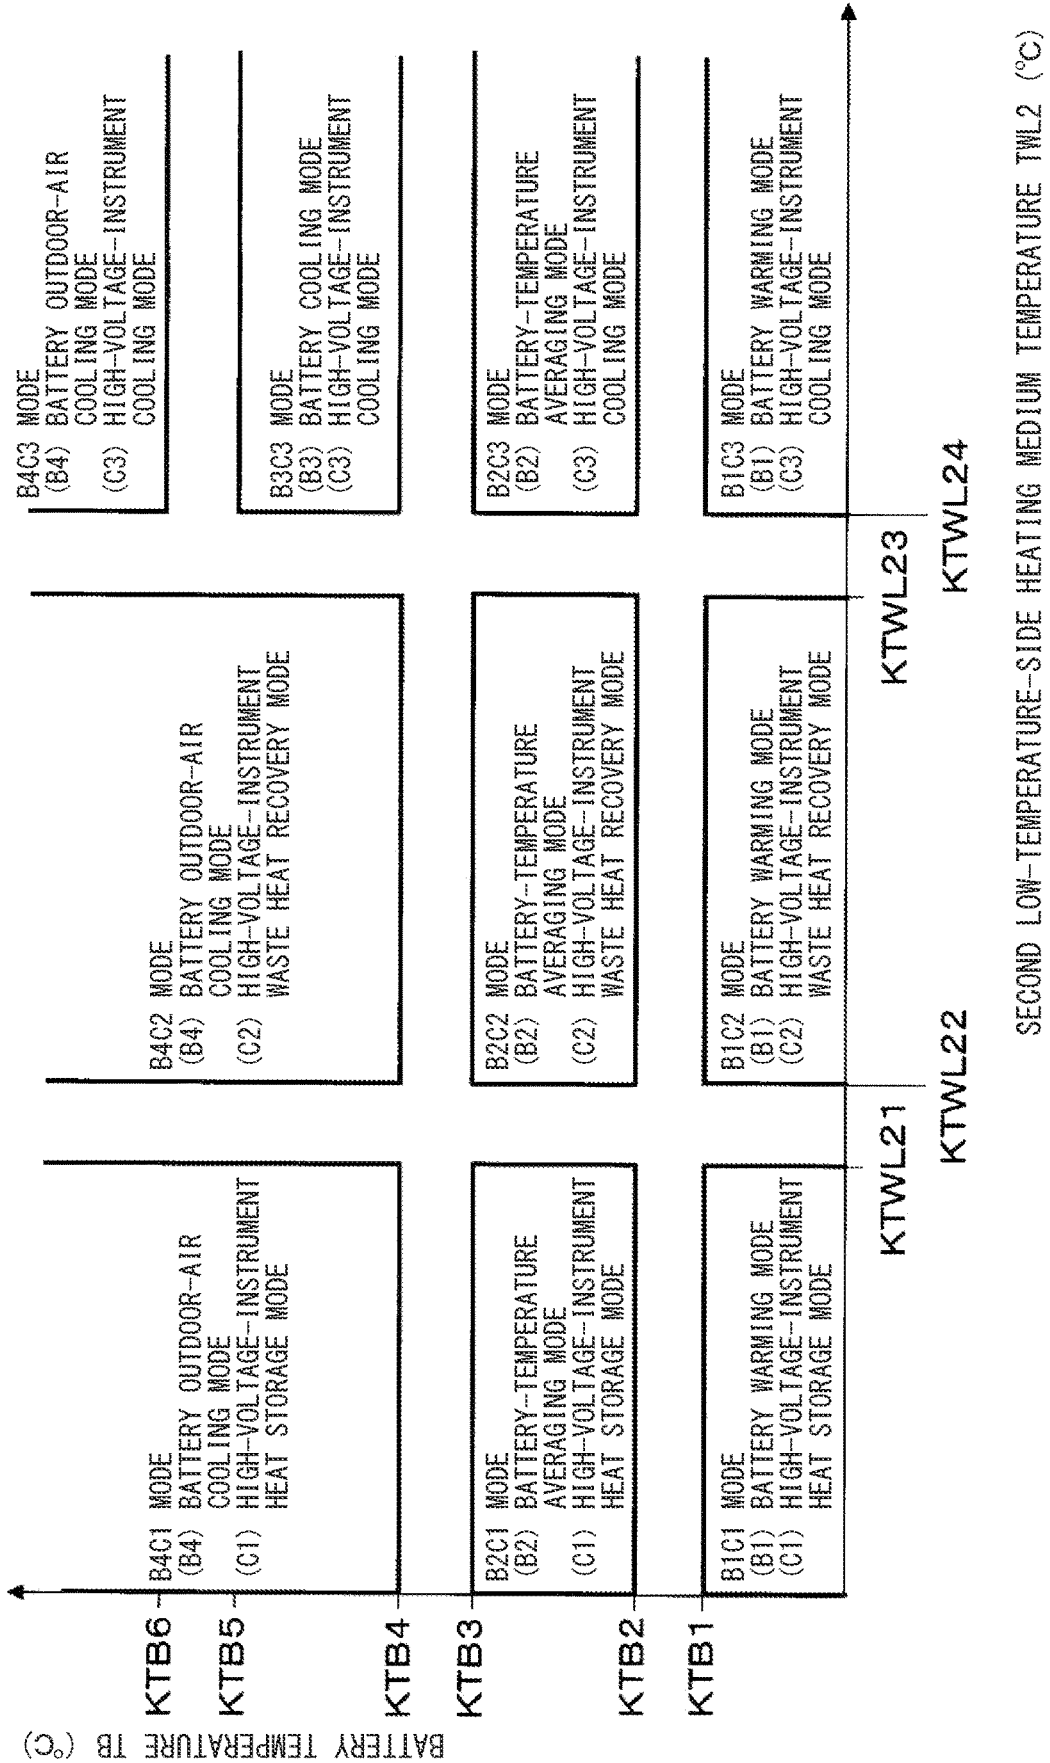 BATTERY TEMPERATURE TB (°C)
KTB6
KTB5
KTB4
KTB3
KTB2
KTB1
B4C1 MODE
(B4) BATTERY OUTDOOR-AIR
COOLING MODE
(C1) HIGH-VOLTAGE-INSTRUMENT
HEAT STORAGE MODE
B4C2 MODE
(B4) BATTERY OUTDOOR-AIR
COOLING MODE
(C2) HIGH-VOLTAGE-INSTRUMENT
WASTE HEAT RECOVERY MODE
B4C3 MODE
(B4) BATTERY OUTDOOR-AIR
COOLING MODE
(C3) HIGH-VOLTAGE-INSTRUMENT
COOLING MODE
B3C3 MODE
(B3) BATTERY COOLING MODE
(C3) HIGH-VOLTAGE-INSTRUMENT
COOLING MODE
B2C1 MODE
(B2) BATTERY-TEMPERATURE
AVERAGING MODE
(C1) HIGH-VOLTAGE-INSTRUMENT
HEAT STORAGE MODE
B2C2 MODE
(B2) BATTERY-TEMPERATURE
AVERAGING MODE
(C2) HIGH-VOLTAGE-INSTRUMENT
WASTE HEAT RECOVERY MODE
B2C3 MODE
(B2) BATTERY-TEMPERATURE
AVERAGING MODE
(C3) HIGH-VOLTAGE-INSTRUMENT
COOLING MODE
B1C1 MODE
(B1) BATTERY WARMING MODE
(C1) HIGH-VOLTAGE-INSTRUMENT
HEAT STORAGE MODE
B1C2 MODE
(B1) BATTERY WARMING MODE
(C2) HIGH-VOLTAGE-INSTRUMENT
WASTE HEAT RECOVERY MODE
B1C3 MODE
(B1) BATTERY WARMING MODE
(C3) HIGH-VOLTAGE-INSTRUMENT
COOLING MODE
KTWL21
KTWL22
KTWL23
KTWL24
SECOND LOW-TEMPERATURE-SIDE HEATING MEDIUM TEMPERATURE TWL2 (°C)